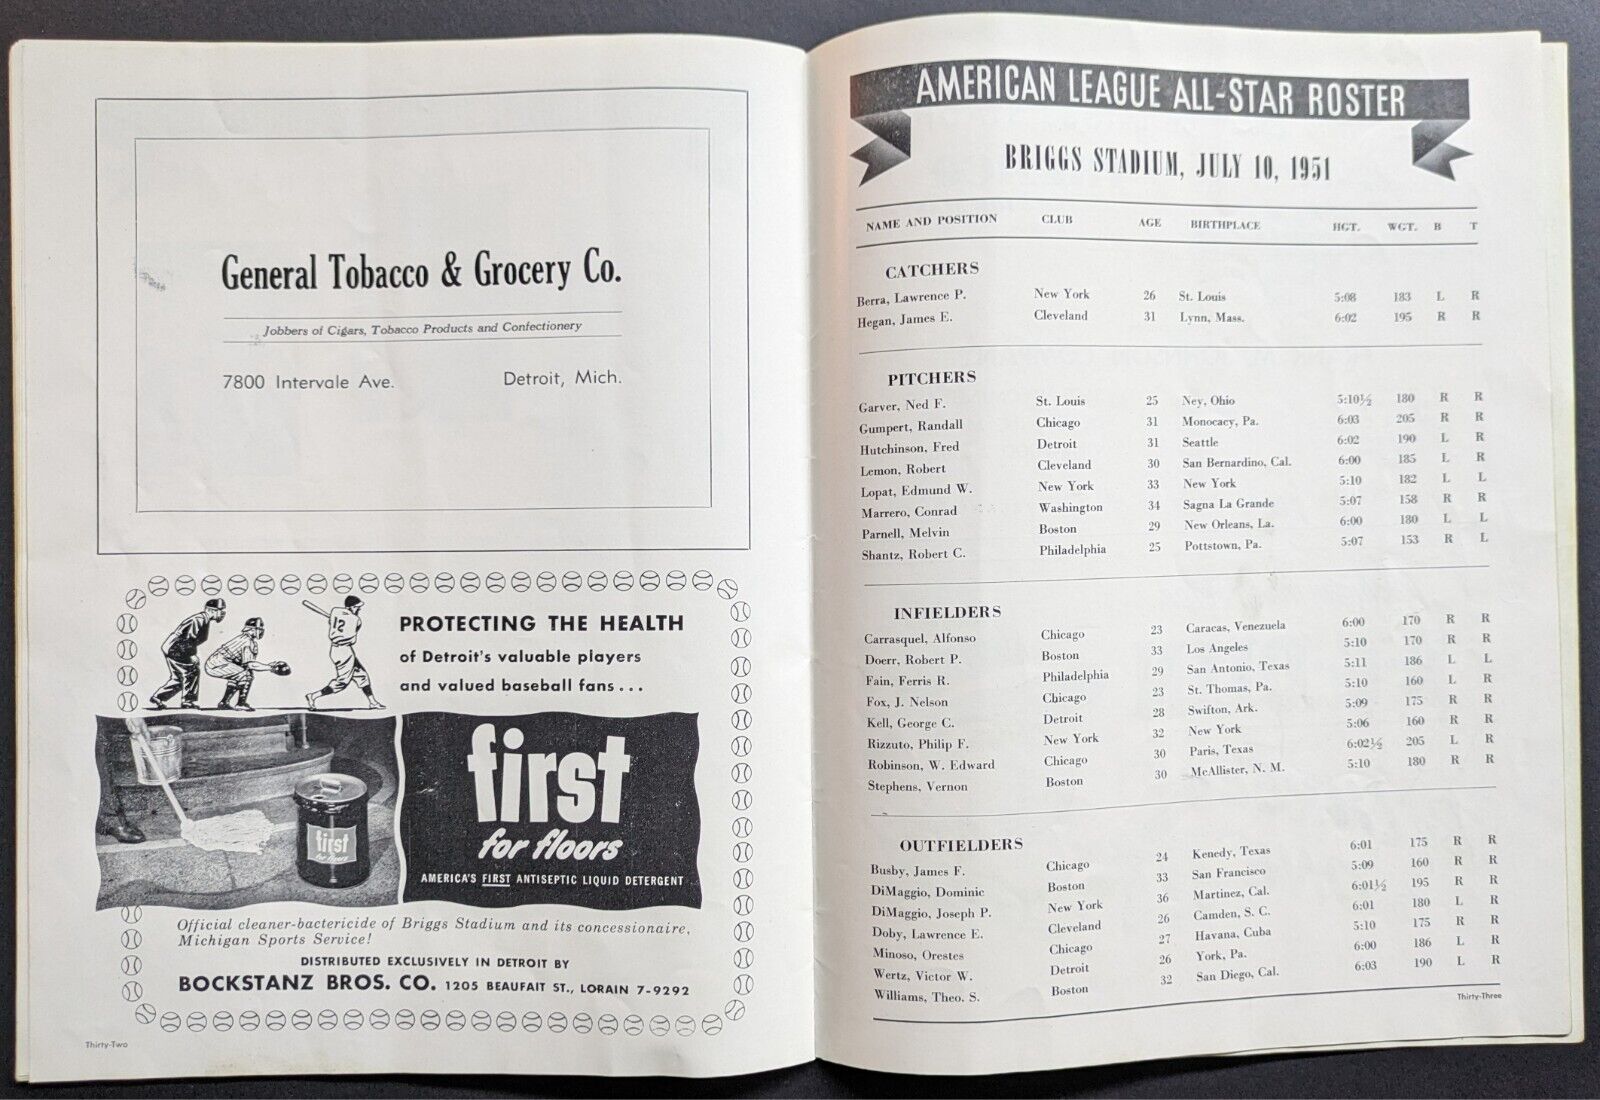 General Tobacco & Grocery Co.
Jobbers of Cigars, Tobacco Products and Confectionery
7800 Intervale Ave. Detroit, Mich.
12
PROTECTING THE HEALTH
of Detroit's valuable players
and valued baseball fans...
first
for floors
first
for floors
AMERICA'S FIRST ANTISEPTIC LIQUID DETERGENT
Official cleaner-bactericide of Briggs Stadium and its concessionaire,
Michigan Sports Service!
DISTRIBUTED EXCLUSIVELY IN DETROIT BY
BOCKSTANZ BROS. CO. 1205 BEAUFAIT ST., LORAIN 7-9292
Thirty-Two
AMERICAN LEAGUE ALL-STAR ROSTER
BRIGGS STADIUM, JULY 10, 1951
NAME AND POSITION CLUB AGE BIRTHPLACE HGT. WGT. B T
CATCHERS
Berra, Lawrence P. New York 26 St. Louis 5:08 183 L R
Hegan, James E. Cleveland 31 Lynn, Mass. 6:02 195 R R
PITCHERS
Garver, Ned F. St. Louis 25 Ney, Ohio 5:10½ 180 R R
Gumpert, Randall Chicago 31 Monocacy, Pa. 6:03 205 R R
Hutchinson, Fred Detroit 31 Seattle 6:02 190 L R
Lemon, Robert Cleveland 30 San Bernardino, Cal. 6:00 185 L R
Lopat, Edmund W. New York 33 New York 5:10 182 L L
Marrero, Conrad Washington 34 Sagna La Grande 5:07 158 R R
Parnell, Melvin Boston 29 New Orleans, La. 6:00 180 L L
Shantz, Robert C. Philadelphia 25 Pottstown, Pa. 5:07 153 R L
INFIELDERS
Carrasquel, Alfonso Chicago 23 Caracas, Venezuela 6:00 170 R R
Doerr, Robert P. Boston 33 Los Angeles 5:10 170 R R
Fain, Ferris R. Philadelphia 29 San Antonio, Texas 5:11 186 L L
Fox, J. Nelson Chicago 23 St. Thomas, Pa. 5:10 160 L R
Kell, George C. Detroit 28 Swifton, Ark. 5:09 175 R R
Rizzuto, Philip F. New York 32 New York 5:06 160 R R
Robinson, W. Edward Chicago 30 Paris, Texas 6:02½ 205 L R
Stephens, Vernon Boston 30 McAllister, N. M. 5:10 180 R R
OUTFIELDERS
Busby, James F. Chicago 24 Kenedy, Texas 6:01 175 R R
DiMaggio, Dominic Boston 33 San Francisco 5:09 160 R R
DiMaggio, Joseph P. New York 36 Martinez, Cal. 6:01½ 195 R R
Doby, Lawrence E. Cleveland 26 Camden, S. C. 6:01 180 L R
Minoso, Orestes Chicago 27 Havana, Cuba 5:10 175 R R
Wertz, Victor W. Detroit 26 York, Pa. 6:00 186 L R
Williams, Theo. S. Boston 32 San Diego, Cal. 6:03 190 L R
Thirty-Three